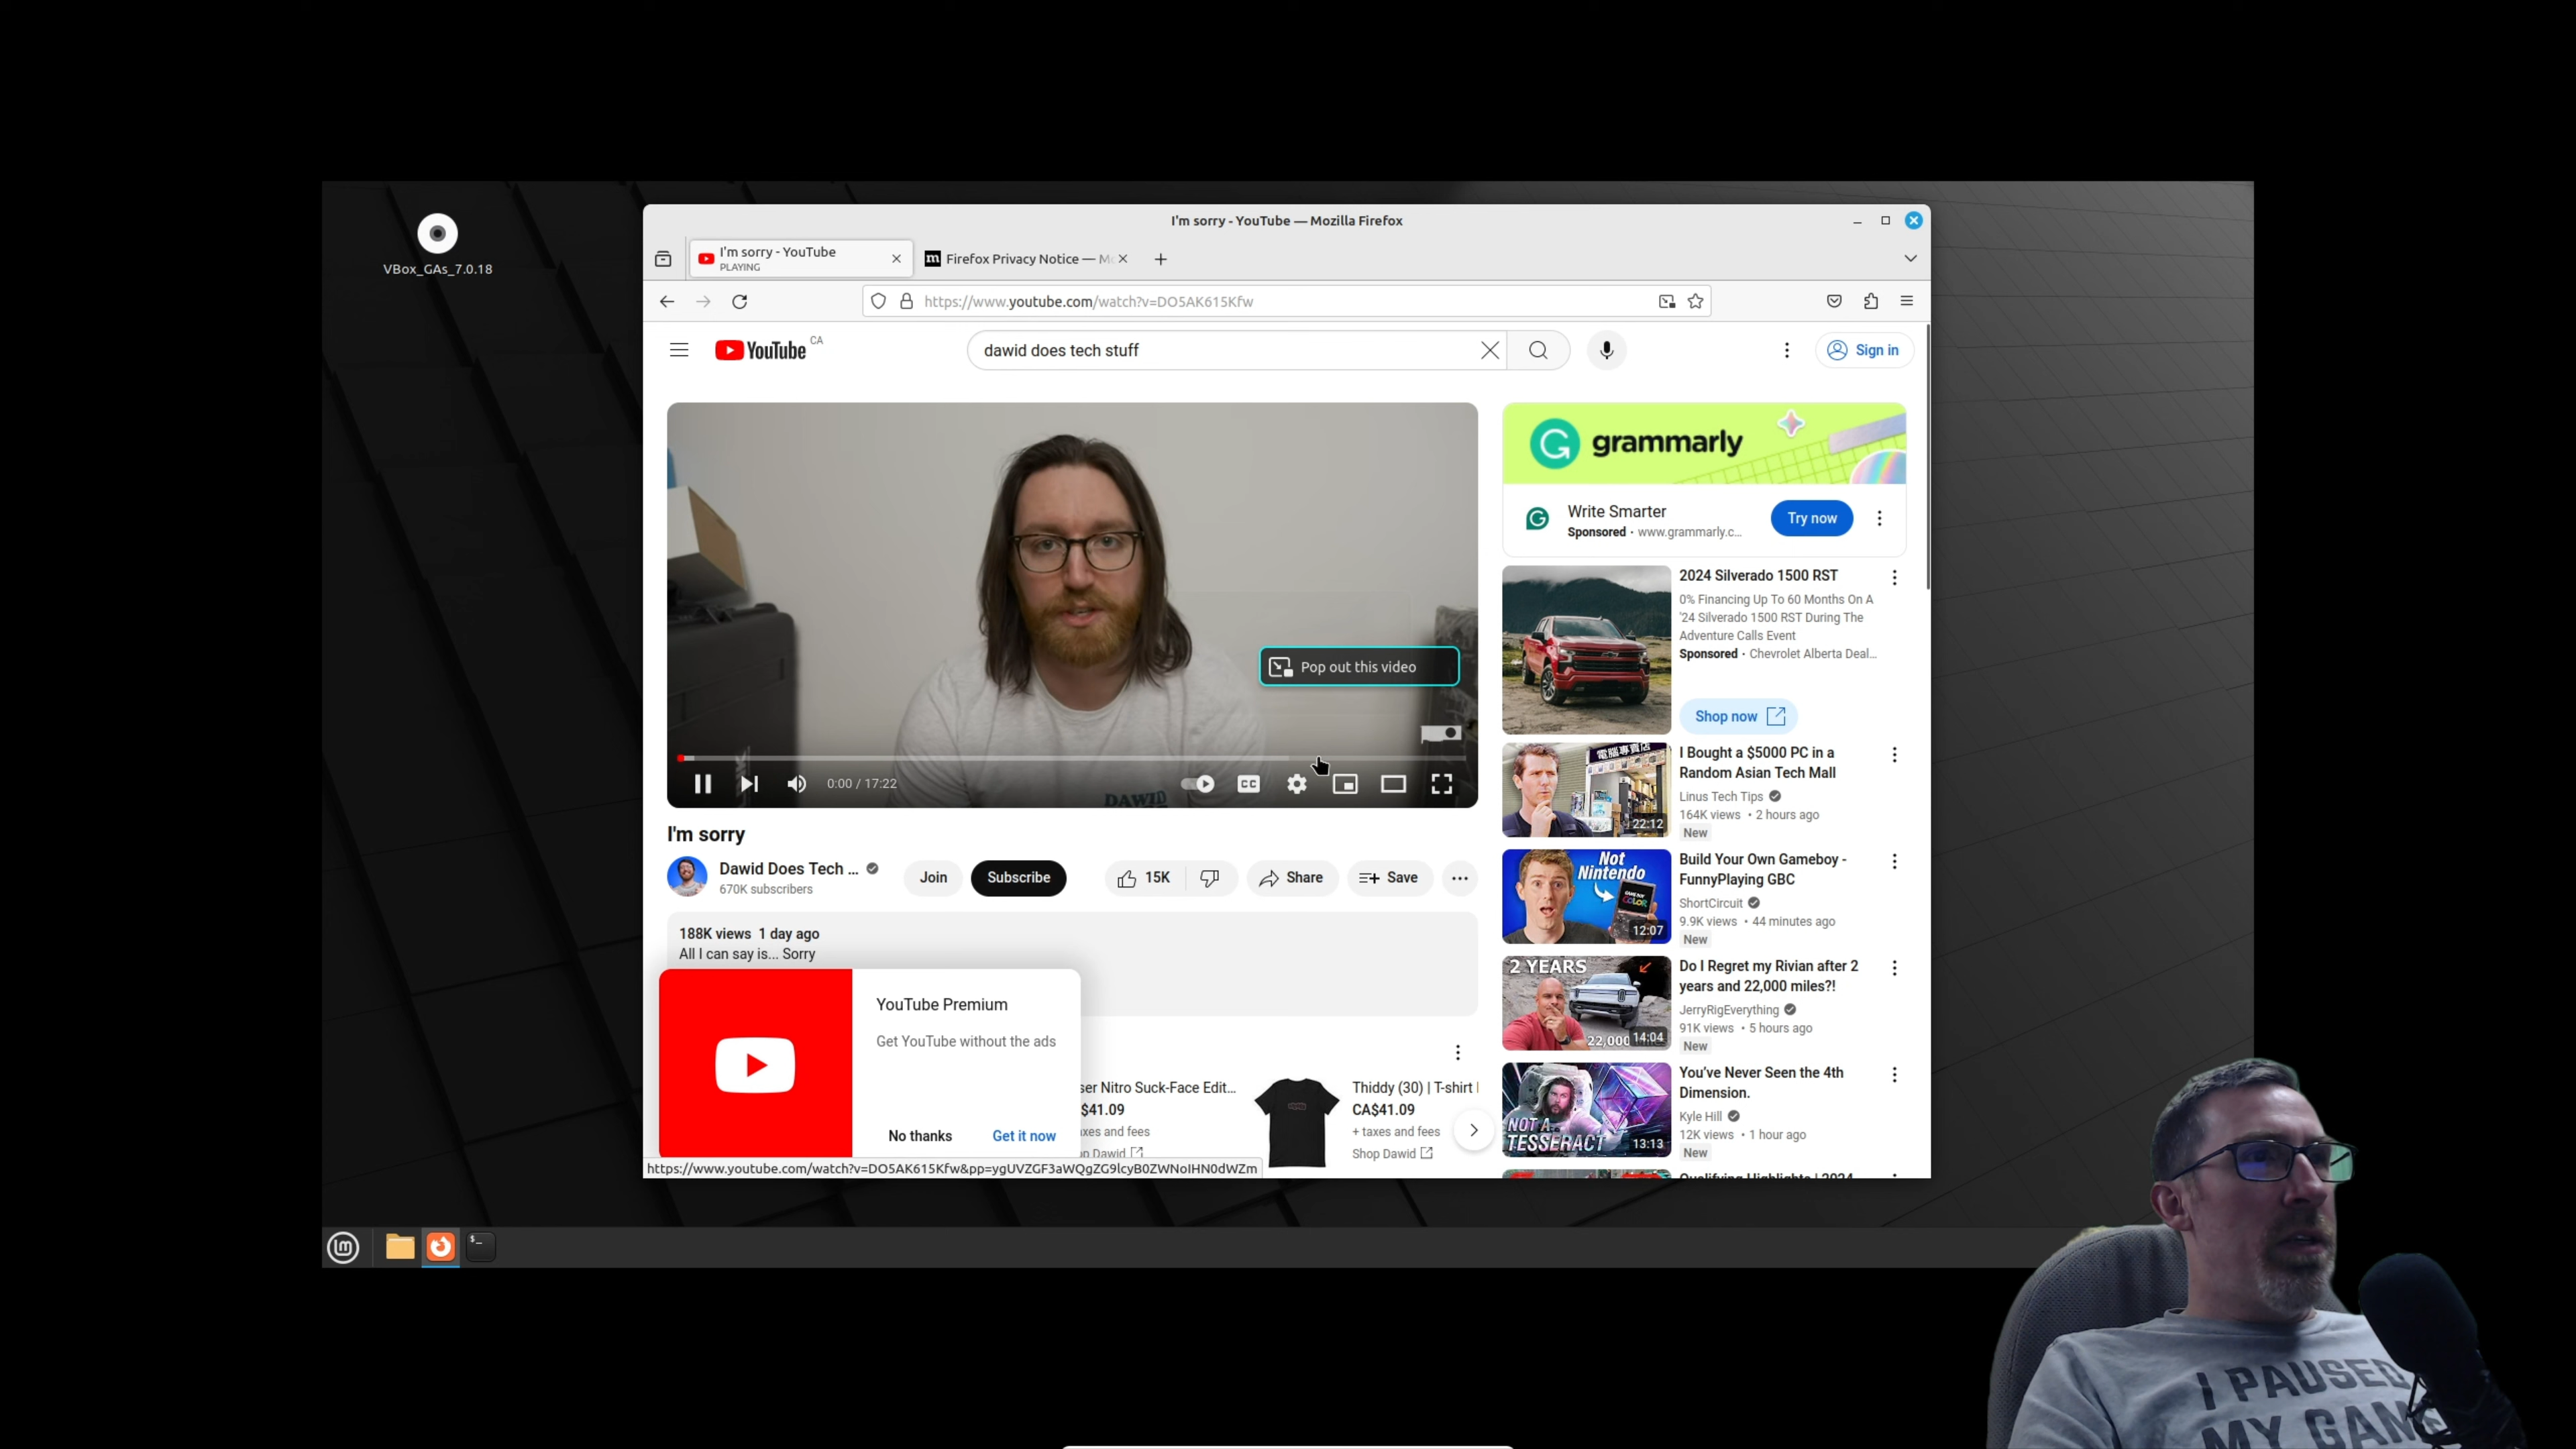 VBox_GAs_7.0.18
I'm sorry - YouTube — Mozilla Firefox
I'm sorry - YouTube
PLAYING
Firefox Privacy Notice — Mo
https://www.youtube.com/watch?v=DO5AK615Kfw
YouTube CA
dawid does tech stuff
Sign in
Pop out this video
0:00 / 17:22
CC
DAWID
I'm sorry
Dawid Does Tech ...
670K subscribers
Join
Subscribe
15K
Share
Save
188K views 1 day ago
All I can say is... Sorry
YouTube Premium
Get YouTube without the ads
No thanks
Get it now
ser Nitro Suck-Face Edit...
$41.09
axes and fees
op Dawid
Thiddy (30) | T-shirt
CA$41.09
+ taxes and fees
Shop Dawid
https://www.youtube.com/watch?v=DO5AK615Kfw&pp=ygUVZGF3aWQgZG9lcyB0ZWNoIHN0dWZm
grammarly
Write Smarter
Sponsored · www.grammarly.c...
Try now
2024 Silverado 1500 RST
0% Financing Up To 60 Months On A
'24 Silverado 1500 RST During The
Adventure Calls Event
Sponsored · Chevrolet Alberta Deal...
Shop now
22:12
I Bought a $5000 PC in a
Random Asian Tech Mall
Linus Tech Tips
164K views • 2 hours ago
New
Not
Nintendo
12:07
Build Your Own Gameboy -
FunnyPlaying GBC
ShortCircuit
9.9K views • 44 minutes ago
New
2 YEARS
22,000
14:04
Do I Regret my Rivian after 2
years and 22,000 miles?!
JerryRigEverything
91K views • 5 hours ago
New
NOT A
TESSERACT
13:13
You've Never Seen the 4th
Dimension.
Kyle Hill
12K views • 1 hour ago
New
I PAUSED
MY GAM